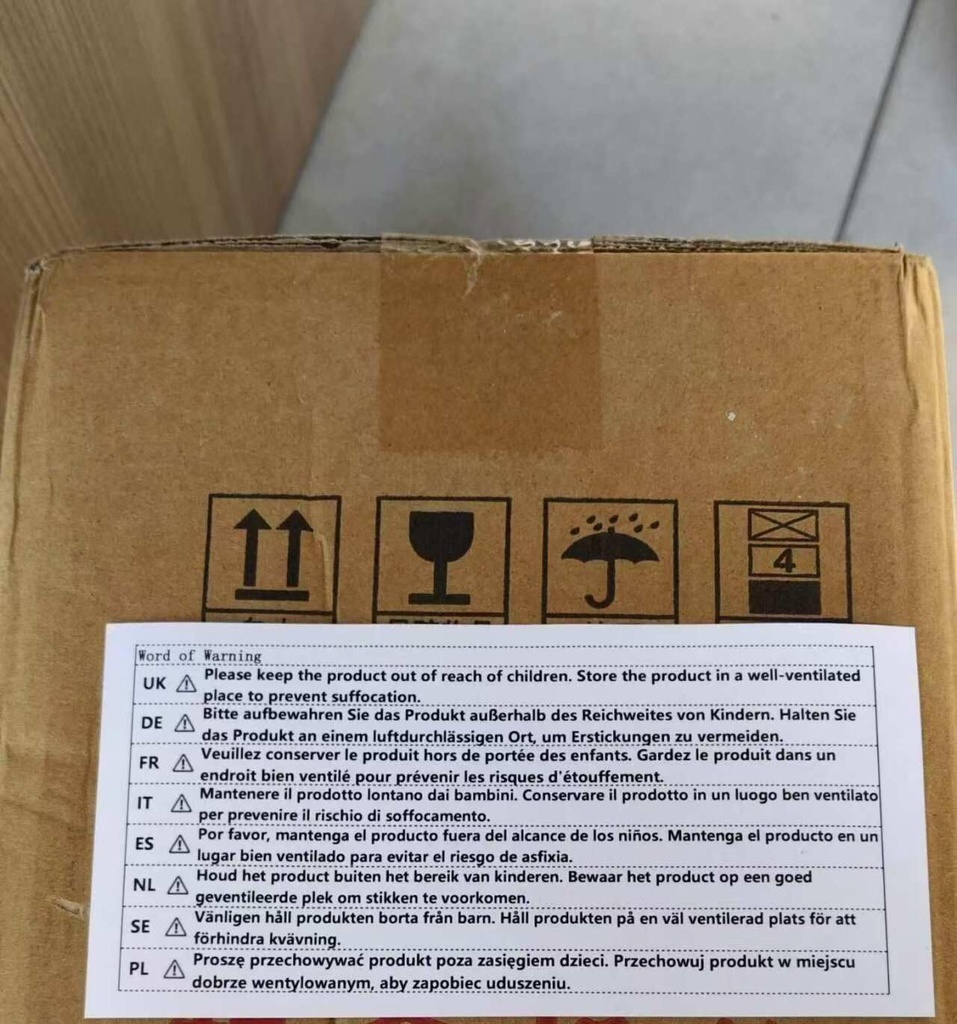 4
Word of Warning
UK Please keep the product out of reach of children. Store the product in a well-ventilated
place to prevent suffocation.
DE Bitte aufbewahren Sie das Produkt außerhalb des Reichweites von Kindern. Halten Sie
das Produkt an einem luftdurchlässigen Ort, um Erstickungen zu vermeiden.
FR Veuillez conserver le produit hors de portée des enfants. Gardez le produit dans un
endroit bien ventilé pour prévenir les risques d'étouffement.
IT Mantenere il prodotto lontano dai bambini. Conservare il prodotto in un luogo ben ventilato
per prevenire il rischio di soffocamento.
ES Por favor, mantenga el producto fuera del alcance de los niños. Mantenga el producto en un
lugar bien ventilado para evitar el riesgo de asfixia.
NL Houd het product buiten het bereik van kinderen. Bewaar het product op een goed
geventileerde plek om stikken te voorkomen.
SE Vänligen håll produkten borta från barn. Håll produkten på en väl ventilerad plats för att
förhindra kvävning.
PL Proszę przechowywać produkt poza zasięgiem dzieci. Przechowuj produkt w miejscu
dobrze wentylowanym, aby zapobiec uduszeniu.